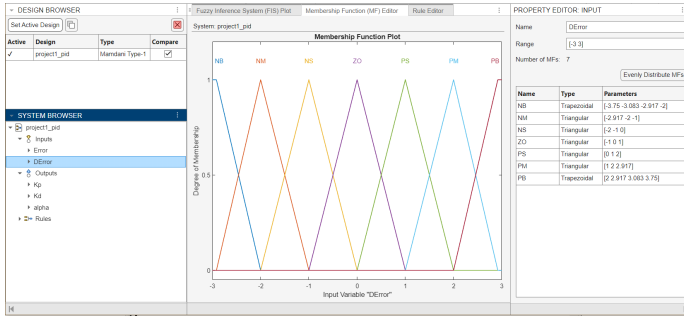 DESIGN BROWSER
Set Active Design
Active Design Type Compare
✓ project1_pid Mamdani Type-1 ✓
SYSTEM BROWSER
project1_pid
Inputs
Error
DError
Outputs
Kp
Kd
alpha
Rules
Fuzzy Inference System (FIS) Plot Membership Function (MF) Editor Rule Editor
System: project1_pid
Membership Function Plot
NB NM NS ZO PS PM PB
Degree of Membership
1
0.5
0
-3 -2 -1 0 1 2 3
Input Variable "DError"
PROPERTY EDITOR: INPUT
Name DError
Range [-3 3]
Number of MFs: 7
Evenly Distribute MFs
Name Type Parameters
NB Trapezoidal [-3.75 -3.083 -2.917 -2]
NM Triangular [-2.917 -2 -1]
NS Triangular [-2 -1 0]
ZO Triangular [-1 0 1]
PS Triangular [0 1 2]
PM Triangular [1 2 2.917]
PB Trapezoidal [2 2.917 3.083 3.75]